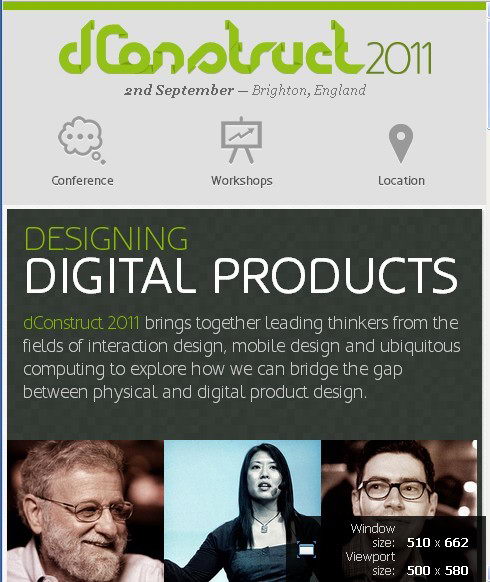 dConstruct 2011
2nd September — Brighton, England
Conference
Workshops
Location
DESIGNING
DIGITAL PRODUCTS
dConstruct 2011 brings together leading thinkers from the
fields of interaction design, mobile design and ubiquitous
computing to explore how we can bridge the gap
between physical and digital product design.
Window
size: 510 x 662
Viewport
size: 500 x 580